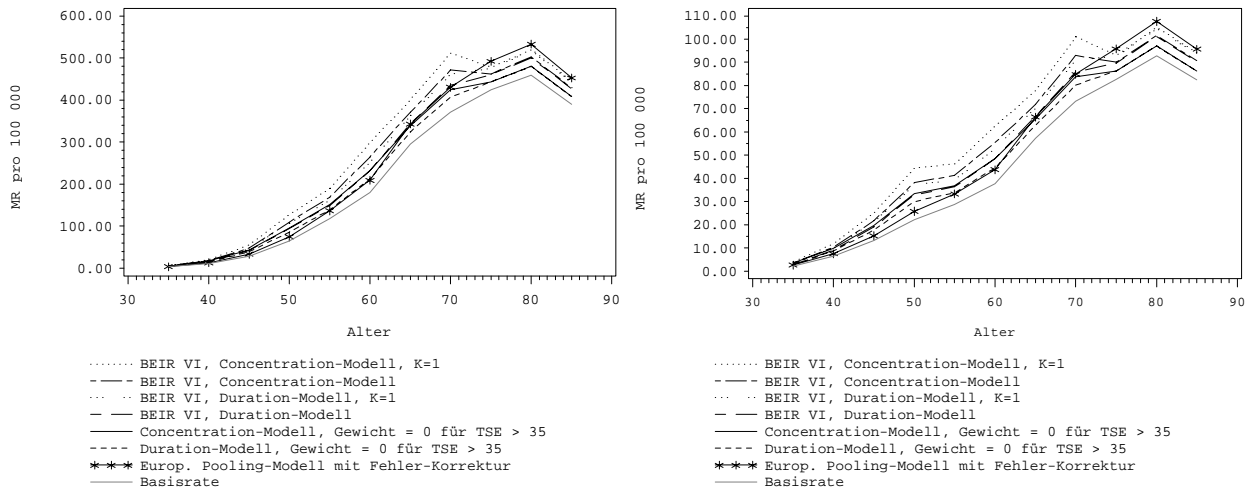 600.00
500.00
400.00
300.00
200.00
100.00
0.00
MR pro 100 000
30 40 50 60 70 80 90
Alter
BEIR VI, Concentration-Modell, K=1
BEIR VI, Concentration-Modell
BEIR VI, Duration-Modell, K=1
BEIR VI, Duration-Modell
Concentration-Modell, Gewicht = 0 für TSE > 35
Duration-Modell, Gewicht = 0 für TSE > 35
Europ. Pooling-Modell mit Fehler-Korrektur
Basisrate
110.00
100.00
90.00
80.00
70.00
60.00
50.00
40.00
30.00
20.00
10.00
0.00
MR pro 100 000
30 40 50 60 70 80 90
Alter
BEIR VI, Concentration-Modell, K=1
BEIR VI, Concentration-Modell
BEIR VI, Duration-Modell, K=1
BEIR VI, Duration-Modell
Concentration-Modell, Gewicht = 0 für TSE > 35
Duration-Modell, Gewicht = 0 für TSE > 35
Europ. Pooling-Modell mit Fehler-Korrektur
Basisrate